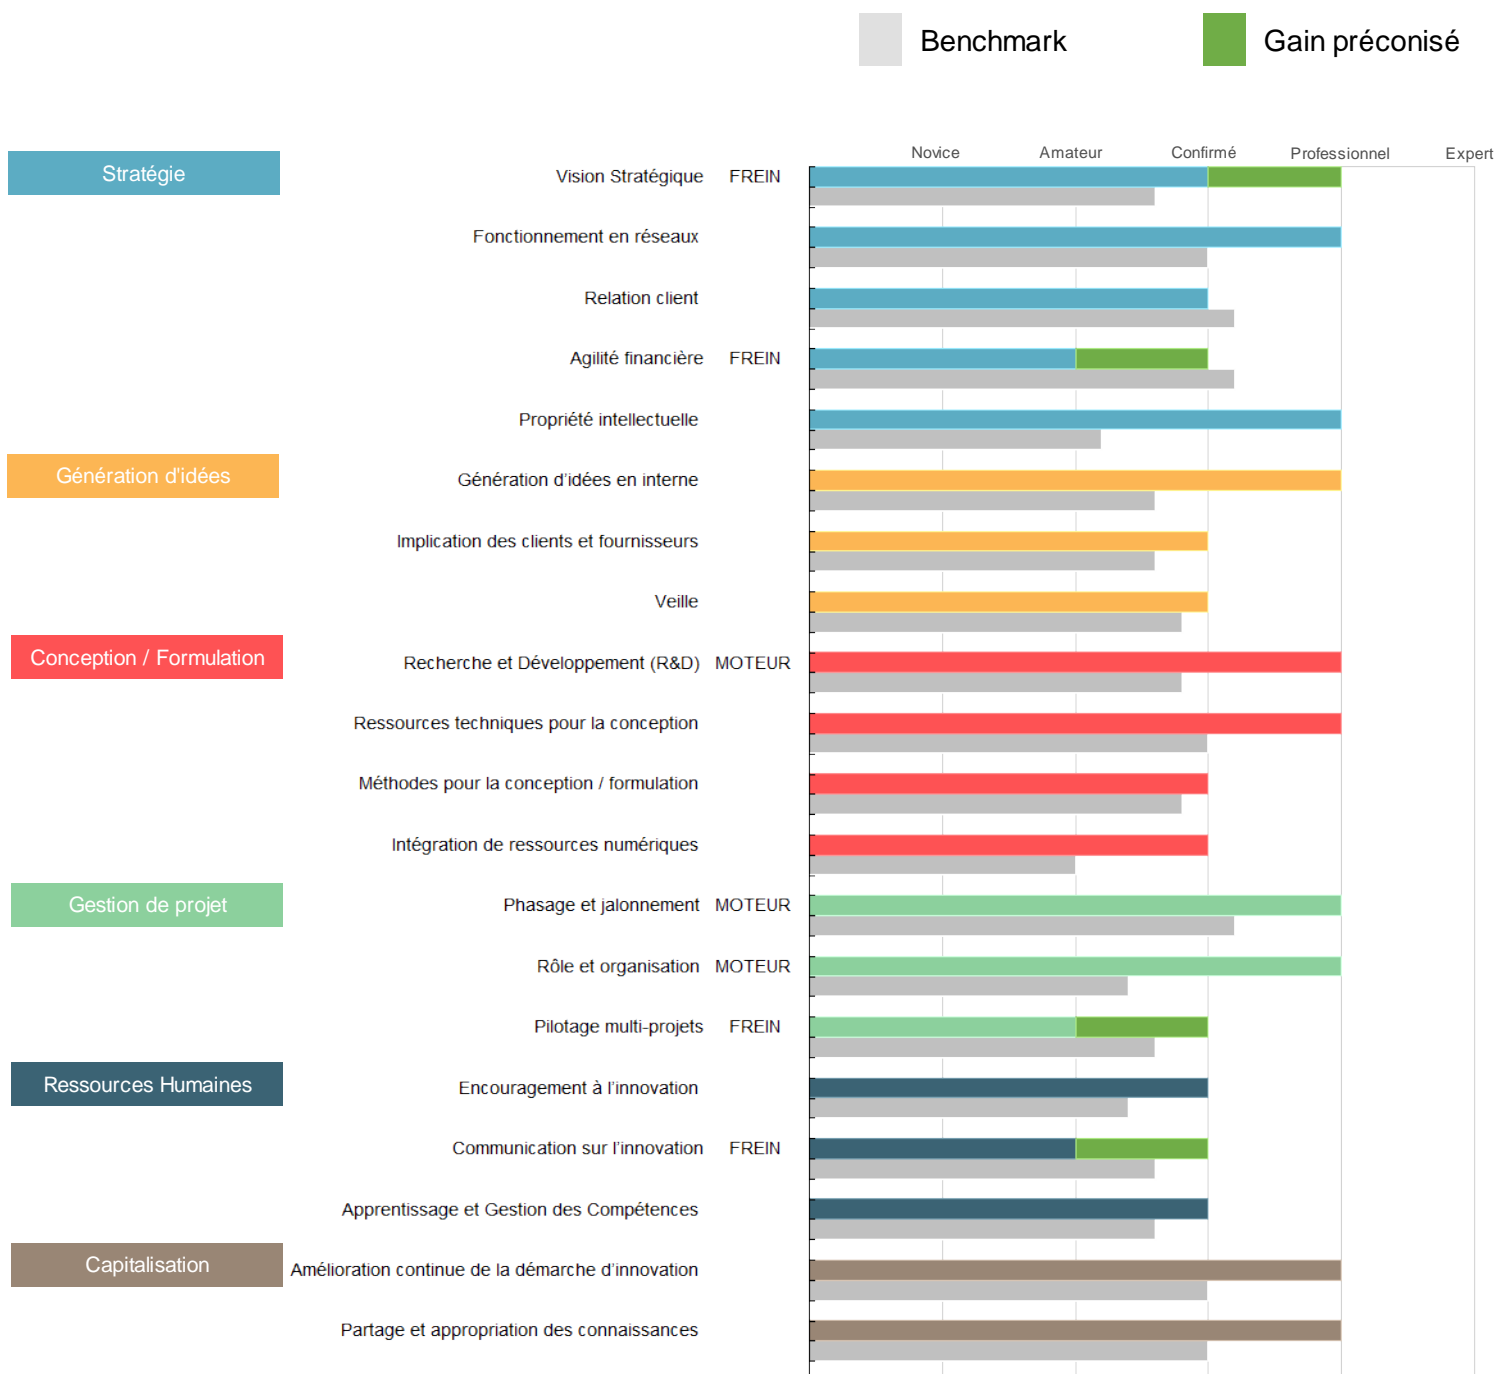 Benchmark
Gain préconisé
Novice Amateur Confirmé Professionnel Expert
Stratégie
Vision Stratégique FREIN
Fonctionnement en réseaux
Relation client
Agilité financière FREIN
Propriété intellectuelle
Génération d'idées
Génération d’idées en interne
Implication des clients et fournisseurs
Veille
Conception / Formulation
Recherche et Développement (R&D) MOTEUR
Ressources techniques pour la conception
Méthodes pour la conception / formulation
Intégration de ressources numériques
Gestion de projet
Phasage et jalonnement MOTEUR
Rôle et organisation MOTEUR
Pilotage multi-projets FREIN
Ressources Humaines
Encouragement à l’innovation
Communication sur l’innovation FREIN
Apprentissage et Gestion des Compétences
Capitalisation
Amélioration continue de la démarche d’innovation
Partage et appropriation des connaissances